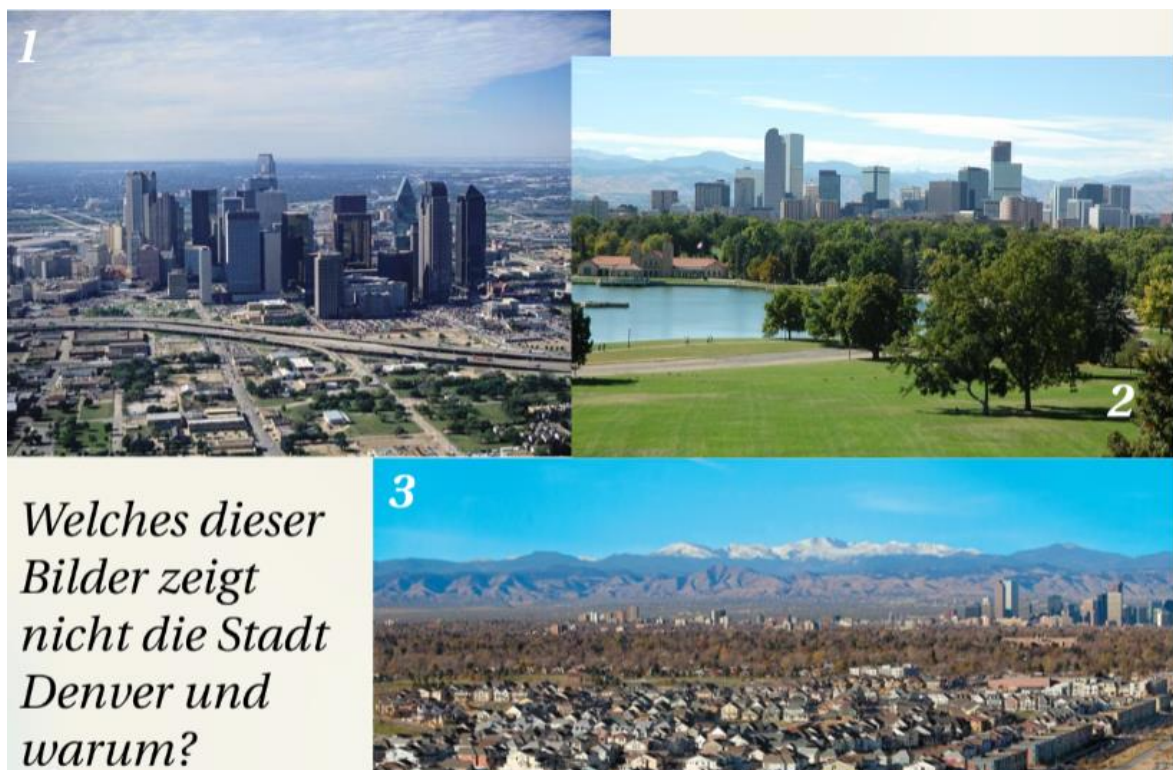 1
2
3
Welches dieser
Bilder zeigt
nicht die Stadt
Denver und
warum?